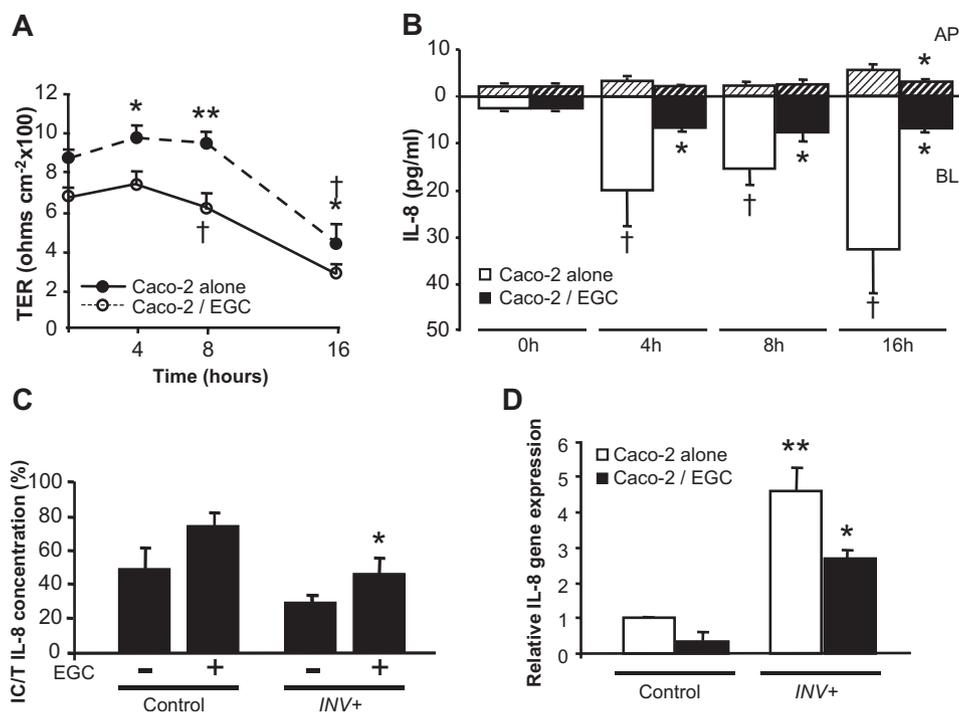 A
TER (ohms cm-2x100)
12
10
8
6
4
2
0
*
**
†
†
*
Caco-2 alone
Caco-2 / EGC
4
8
16
Time (hours)
B
IL-8 (pg/ml)
10
0
10
20
30
40
50
AP
BL
*
†
*
†
*
†
*
Caco-2 alone
Caco-2 / EGC
0h
4h
8h
16h
C
IC/T IL-8 concentration (%)
100
80
60
40
20
0
*
EGC
-
+
-
+
Control
INV+
D
Relative IL-8 gene expression
6
5
4
3
2
1
0
Caco-2 alone
Caco-2 / EGC
**
*
Control
INV+